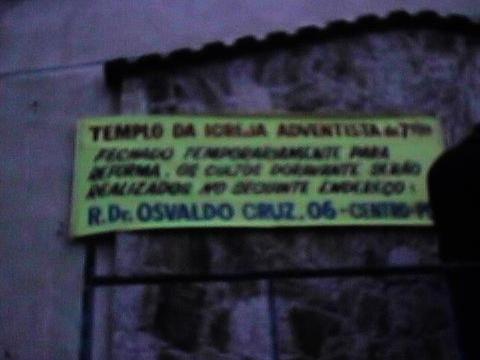 TEMPLO DA IGREJA ADVENTISTA do 7º
FECHADO TEMPORARIAMENTE PARA
REFORMA, OS CULTOS DORAVANTE SERÃO
REALIZADOS NO SEGUINTE ENDEREÇO:
R. Dr. OSVALDO CRUZ, 06 - CENTRO